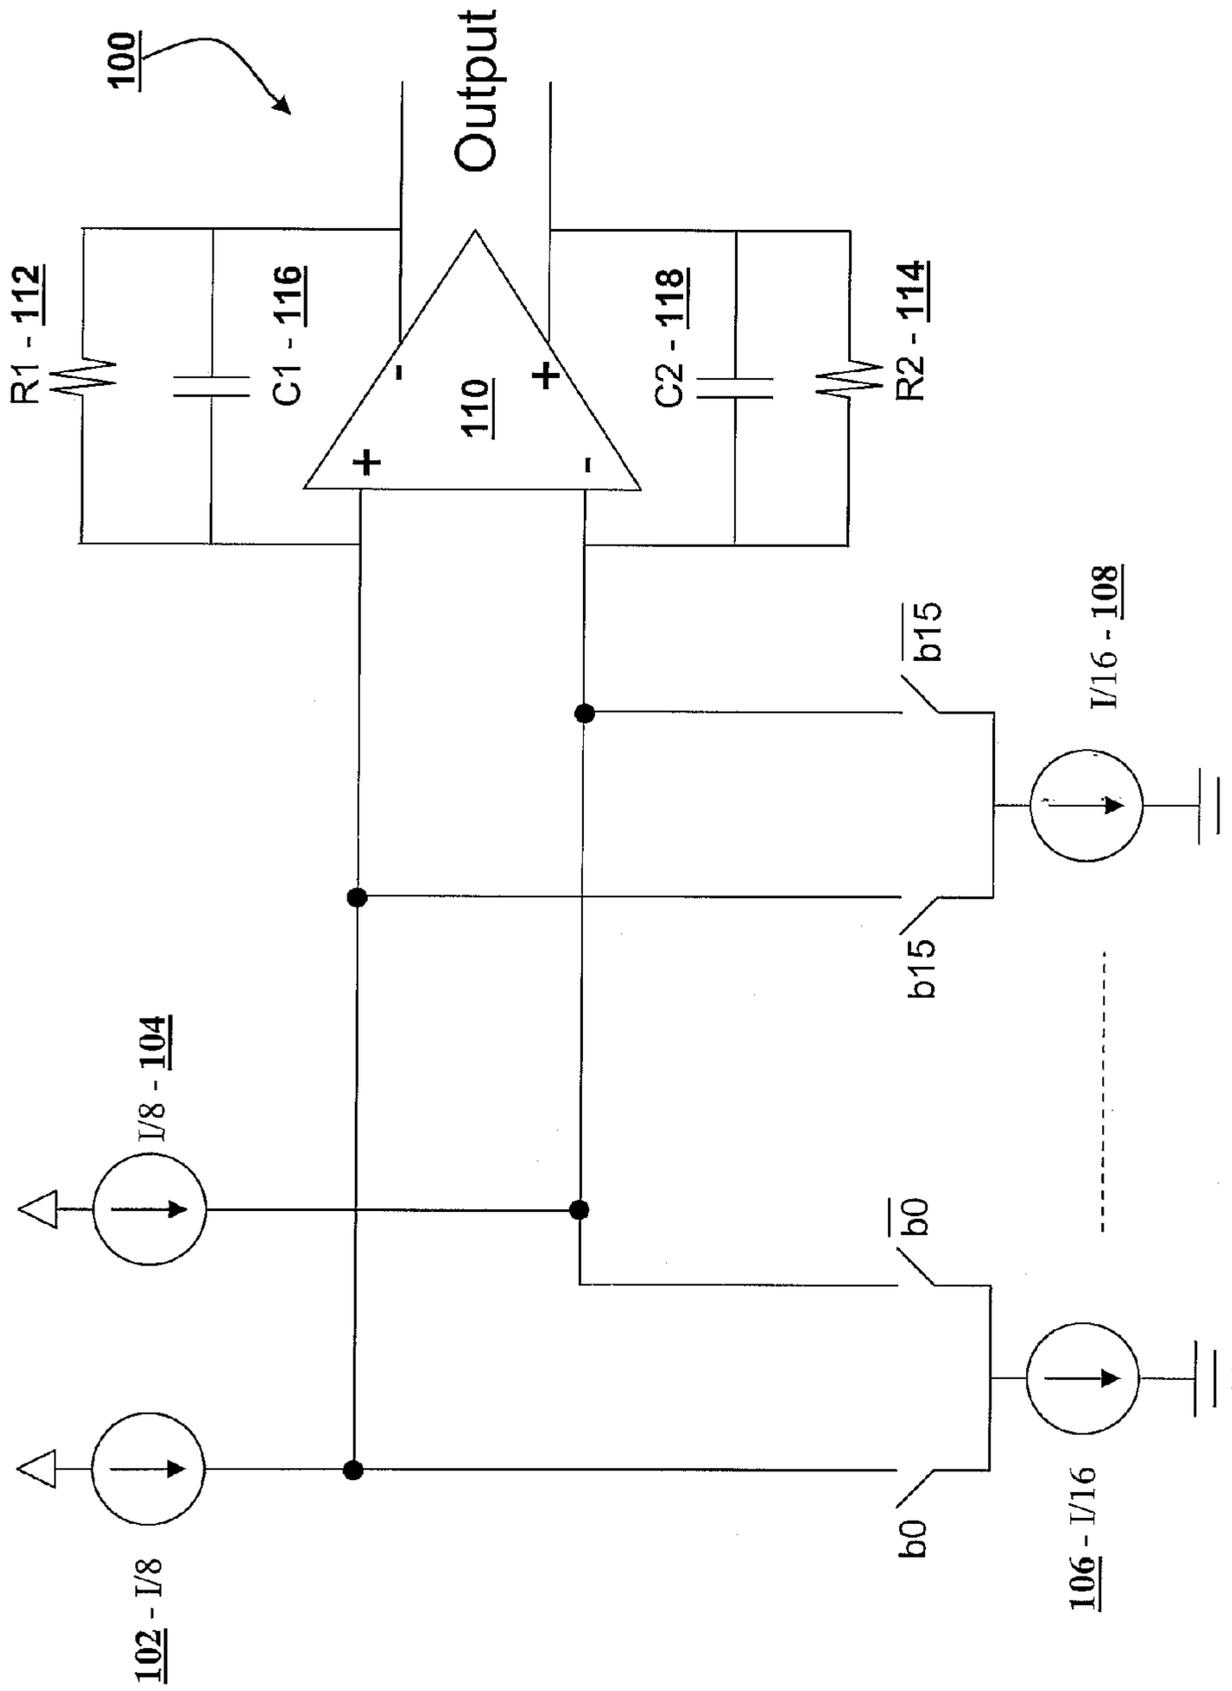 100
R1 - 112
C1 - 116
Output
+
-
110
-
+
C2 - 118
R2 - 114
102 - I/8
I/8 - 104
b0
b0
b15
b15
106 - I/16
I/16 - 108